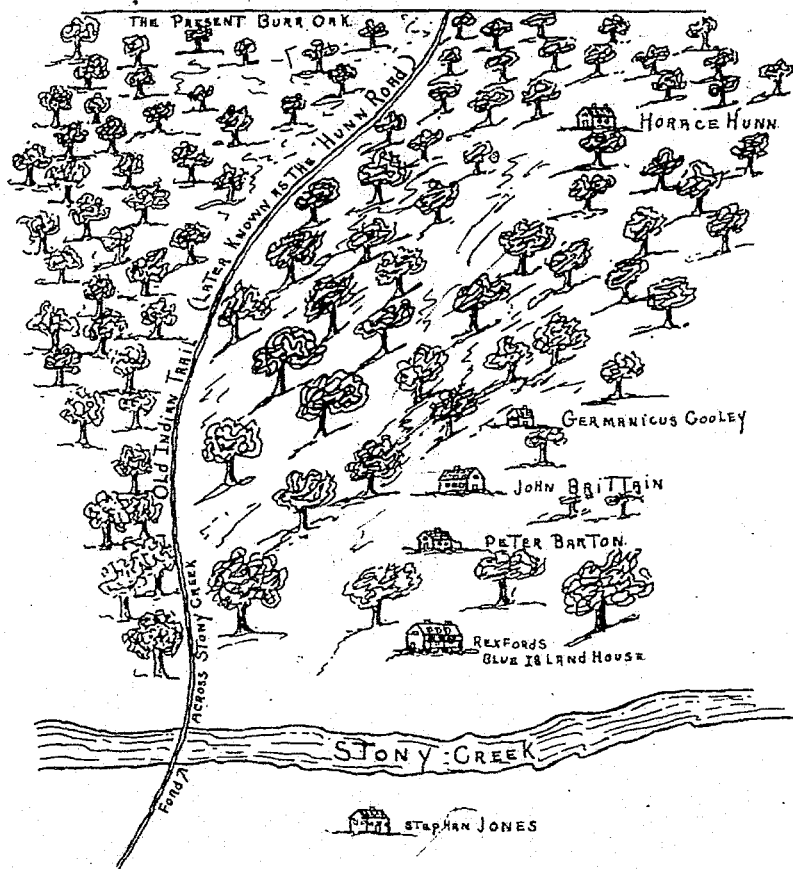 THE PRESENT BURR OAK
HORACE HUNN
OLD INDIAN TRAIL (LATER KNOWN AS THE HUNN ROAD)
GERMANICUS COOLEY
JOHN BRITTAIN
PETER BARTON
REXFORDS
BLUE ISLAND HOUSE
FORD ACROSS STONY CREEK
STONY CREEK
STEPHEN JONES